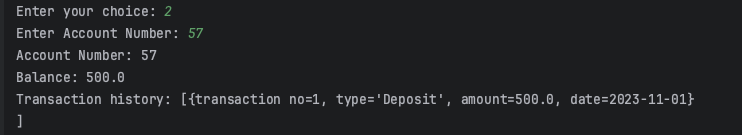 Enter your choice: 2
Enter Account Number: 57
Account Number: 57
Balance: 500.0
Transaction history: [{transaction no=1, type='Deposit', amount=500.0, date=2023-11-01}
]